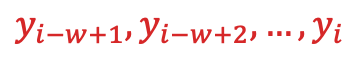 y_{i−w+1}, y_{i−w+2}, …, y_i